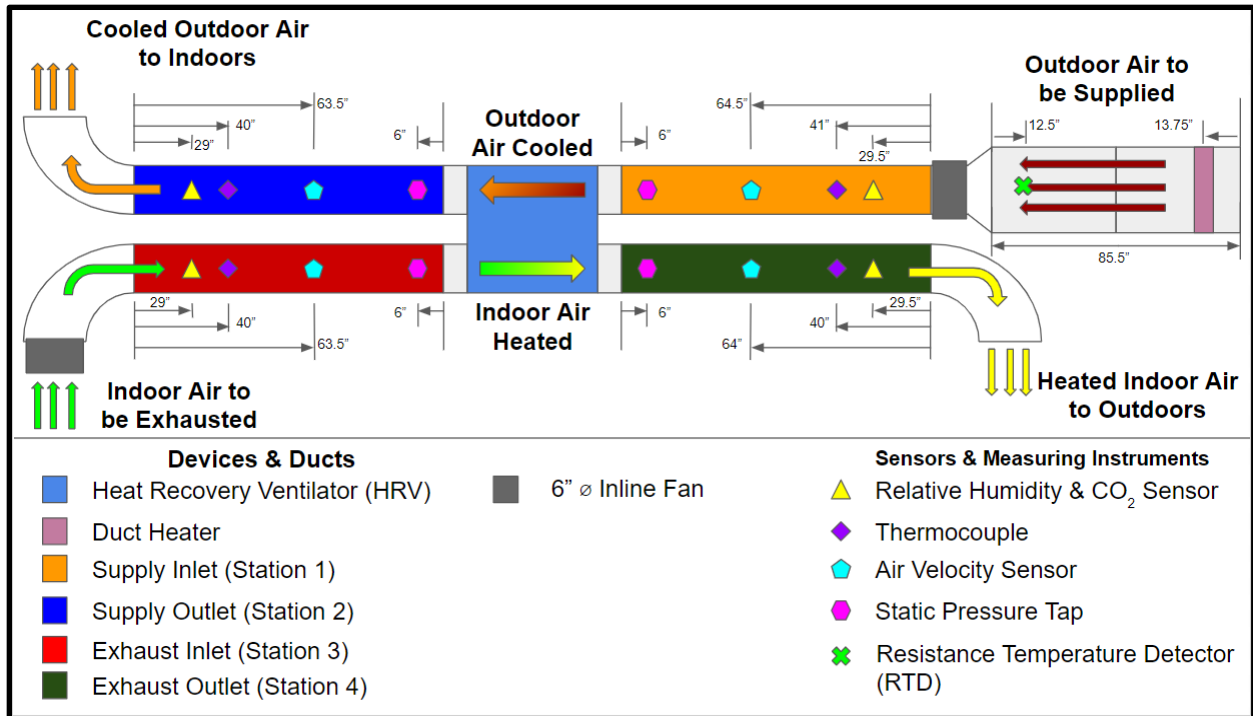 Cooled Outdoor Air
to Indoors
63.5”
40”
29”
6”
Outdoor
Air Cooled
64.5”
6”
41”
29.5”
Outdoor Air to
be Supplied
12.5”
13.75”
85.5”
29”
40”
6”
63.5”
Indoor Air
Heated
6”
29.5”
40”
64”
Indoor Air to
be Exhausted
Heated Indoor Air
to Outdoors
Devices & Ducts
Heat Recovery Ventilator (HRV)
Duct Heater
Supply Inlet (Station 1)
Supply Outlet (Station 2)
Exhaust Inlet (Station 3)
Exhaust Outlet (Station 4)
6” ⌀ Inline Fan
Sensors & Measuring Instruments
Relative Humidity & CO₂ Sensor
Thermocouple
Air Velocity Sensor
Static Pressure Tap
Resistance Temperature Detector
(RTD)